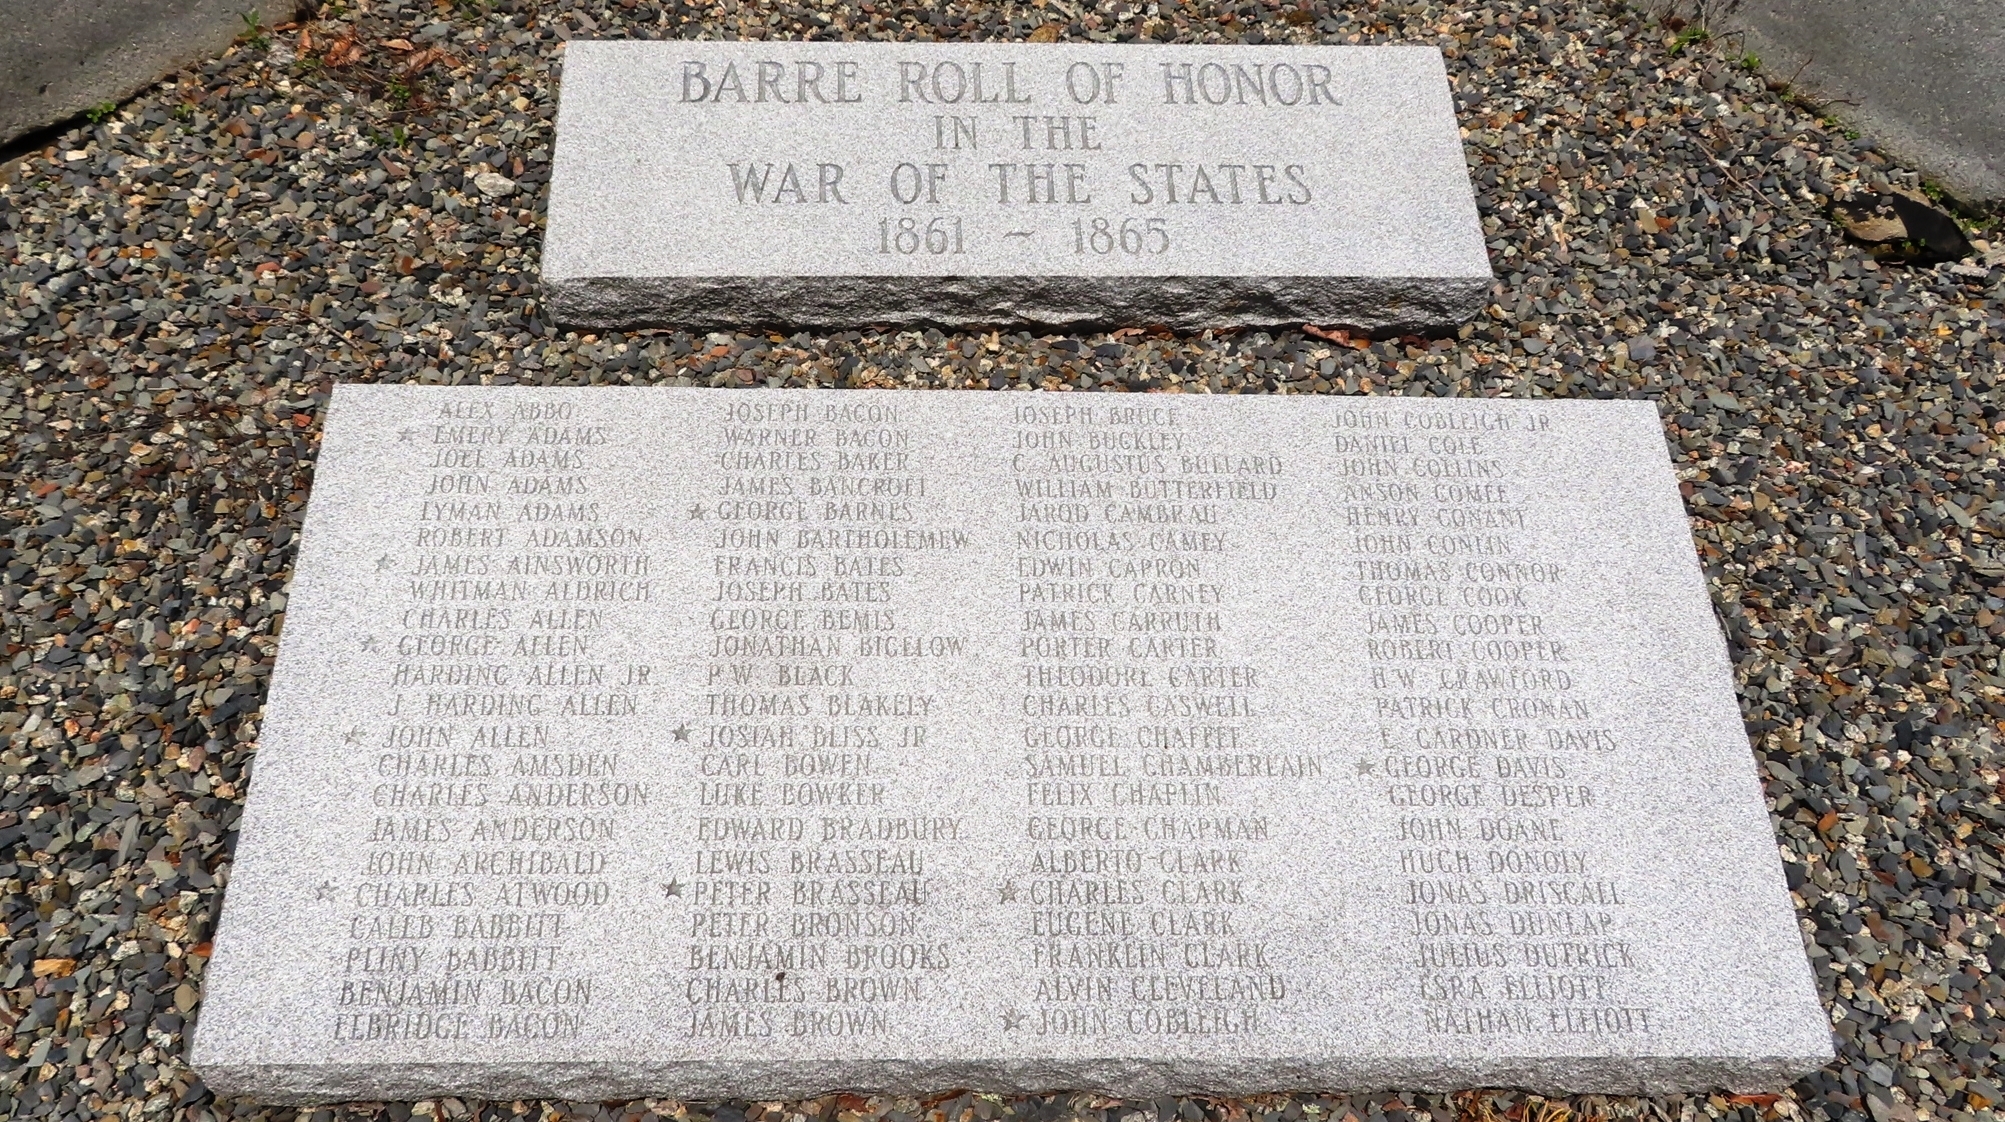 BARRE ROLL OF HONOR
IN THE
WAR OF THE STATES
1861 ~ 1865
ALEX ABBO
★ EMERY ADAMS
JOEL ADAMS
JOHN ADAMS
LYMAN ADAMS
ROBERT ADAMSON
★ JAMES AINSWORTH
WHITMAN ALDRICH
CHARLES ALLEN
★ GEORGE ALLEN
HARDING ALLEN JR
J HARDING ALLEN
★ JOHN ALLEN
CHARLES AMSDEN
CHARLES ANDERSON
JAMES ANDERSON
JOHN ARCHIBALD
★ CHARLES ATWOOD
CALEB BABBITT
PLINY BABBITT
BENJAMIN BACON
ELBRIDGE BACON
JOSEPH BACON
WARNER BACON
CHARLES BAKER
JAMES BANCROFT
★ GEORGE BARNES
JOHN BARTHOLEMEW
FRANCIS BATES
JOSEPH BATES
GEORGE BEMIS
JONATHAN BIGELOW
P W BLACK
THOMAS BLAKELY
★ JOSIAH BLISS JR
CARL BOWEN
LUKE BOWKER
EDWARD BRADBURY
LEWIS BRASSEAU
★ PETER BRASSEAU
PETER BRONSON
BENJAMIN BROOKS
CHARLES BROWN
JAMES BROWN
JOSEPH BRUCE
JOHN BUCKLEY
C AUGUSTUS BULLARD
WILLIAM BUTTERFIELD
JAROD CAMBRAU
NICHOLAS CAMEY
EDWIN CAPRON
PATRICK CARNEY
JAMES CARRUTH
PORTER CARTER
THEODORE CARTER
CHARLES CASWELL
GEORGE CHAFFEE
SAMUEL CHAMBERLAIN
FELIX CHAPLIN
GEORGE CHAPMAN
ALBERTO CLARK
★ CHARLES CLARK
EUGENE CLARK
FRANKLIN CLARK
ALVIN CLEVELAND
★ JOHN COBLEIGH
JOHN COBLEIGH JR
DANIEL COLE
JOHN COLLINS
ANSON COMEE
HENRY CONANT
JOHN CONLIN
THOMAS CONNOR
GEORGE COOK
JAMES COOPER
ROBERT COOPER
H W CRAWFORD
PATRICK CRONAN
E GARDNER DAVIS
★ GEORGE DAVIS
GEORGE DESPER
JOHN DOANE
HUGH DONOLY
JONAS DRISCALL
JONAS DUNLAP
JULIUS DUTRICK
ESRA ELLIOTT
NATHAN ELLIOTT